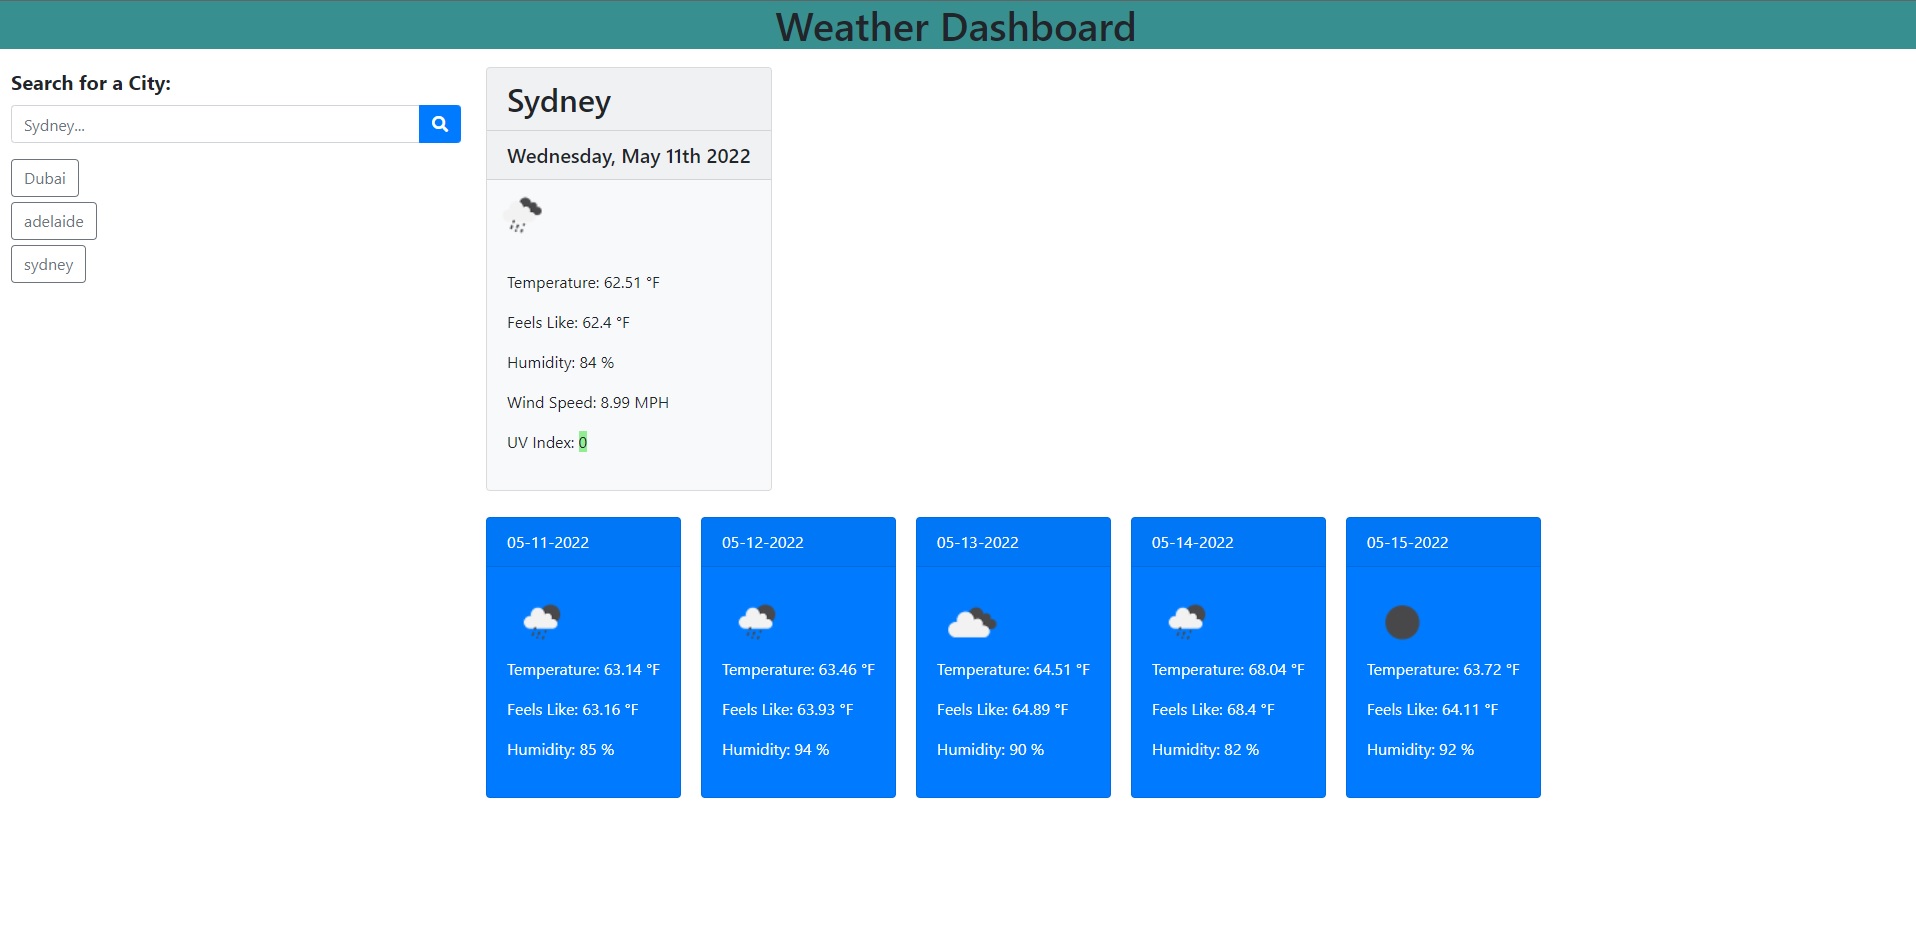 Weather Dashboard
Search for a City:
Sydney...
Dubai
adelaide
sydney
Sydney
Wednesday, May 11th 2022
Temperature: 62.51 °F
Feels Like: 62.4 °F
Humidity: 84 %
Wind Speed: 8.99 MPH
UV Index: 0
05-11-2022
Temperature: 63.14 °F
Feels Like: 63.16 °F
Humidity: 85 %
05-12-2022
Temperature: 63.46 °F
Feels Like: 63.93 °F
Humidity: 94 %
05-13-2022
Temperature: 64.51 °F
Feels Like: 64.89 °F
Humidity: 90 %
05-14-2022
Temperature: 68.04 °F
Feels Like: 68.4 °F
Humidity: 82 %
05-15-2022
Temperature: 63.72 °F
Feels Like: 64.11 °F
Humidity: 92 %